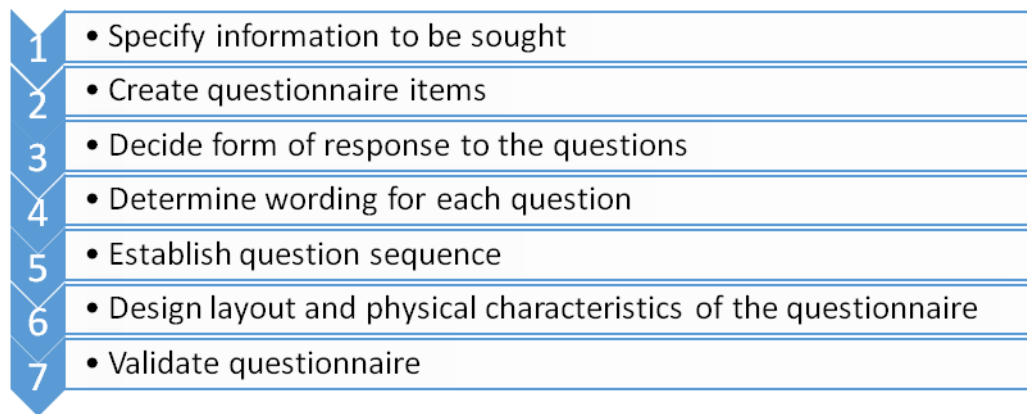 1 • Specify information to be sought
2 • Create questionnaire items
3 • Decide form of response to the questions
4 • Determine wording for each question
5 • Establish question sequence
6 • Design layout and physical characteristics of the questionnaire
7 • Validate questionnaire